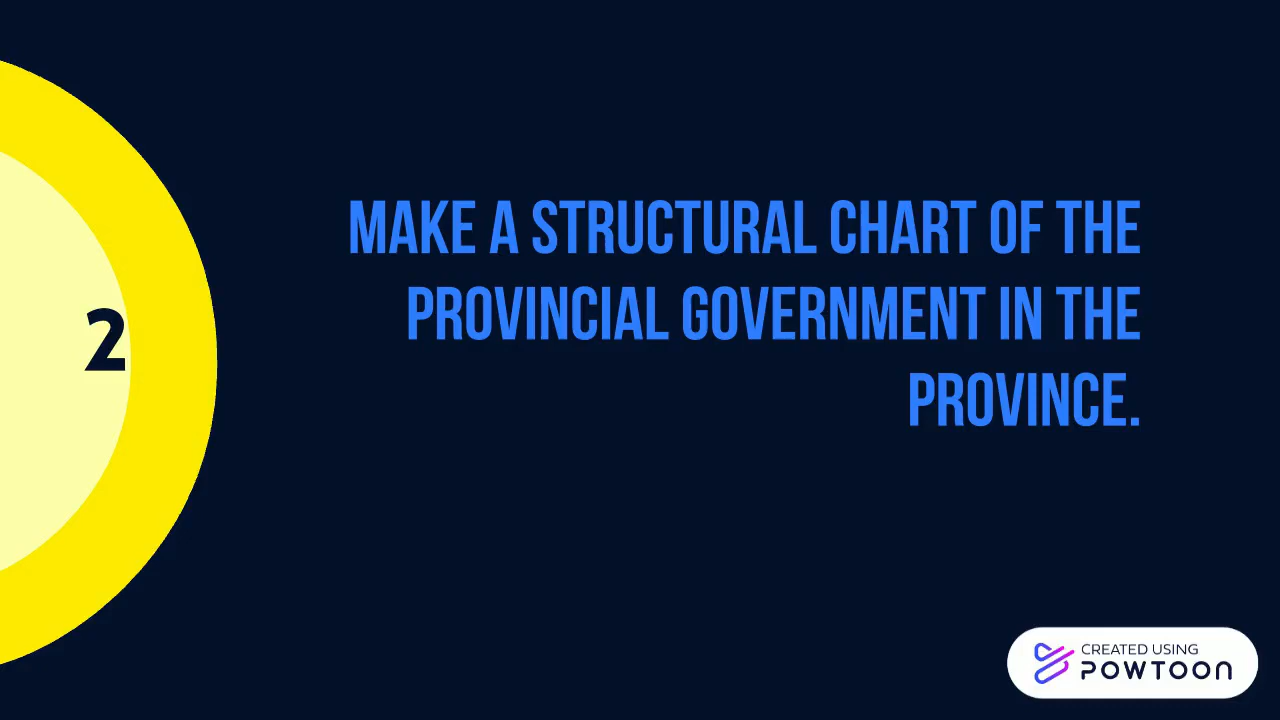 2
MAKE A STRUCTURAL CHART OF THE
PROVINCIAL GOVERNMENT IN THE
PROVINCE.
CREATED USING
POWTOON